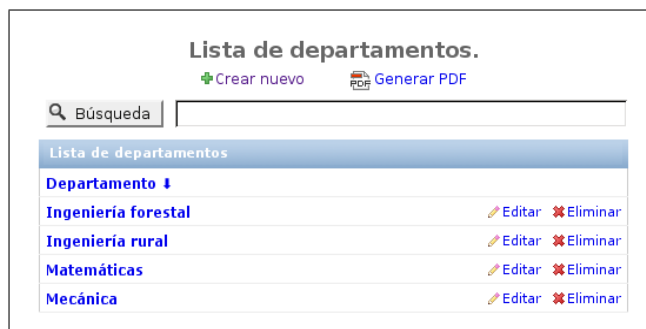 Lista de departamentos.
Crear nuevo PDF Generar PDF
Búsqueda
Lista de departamentos
Departamento ⬇
Ingeniería forestal Editar Eliminar
Ingeniería rural Editar Eliminar
Matemáticas Editar Eliminar
Mecánica Editar Eliminar